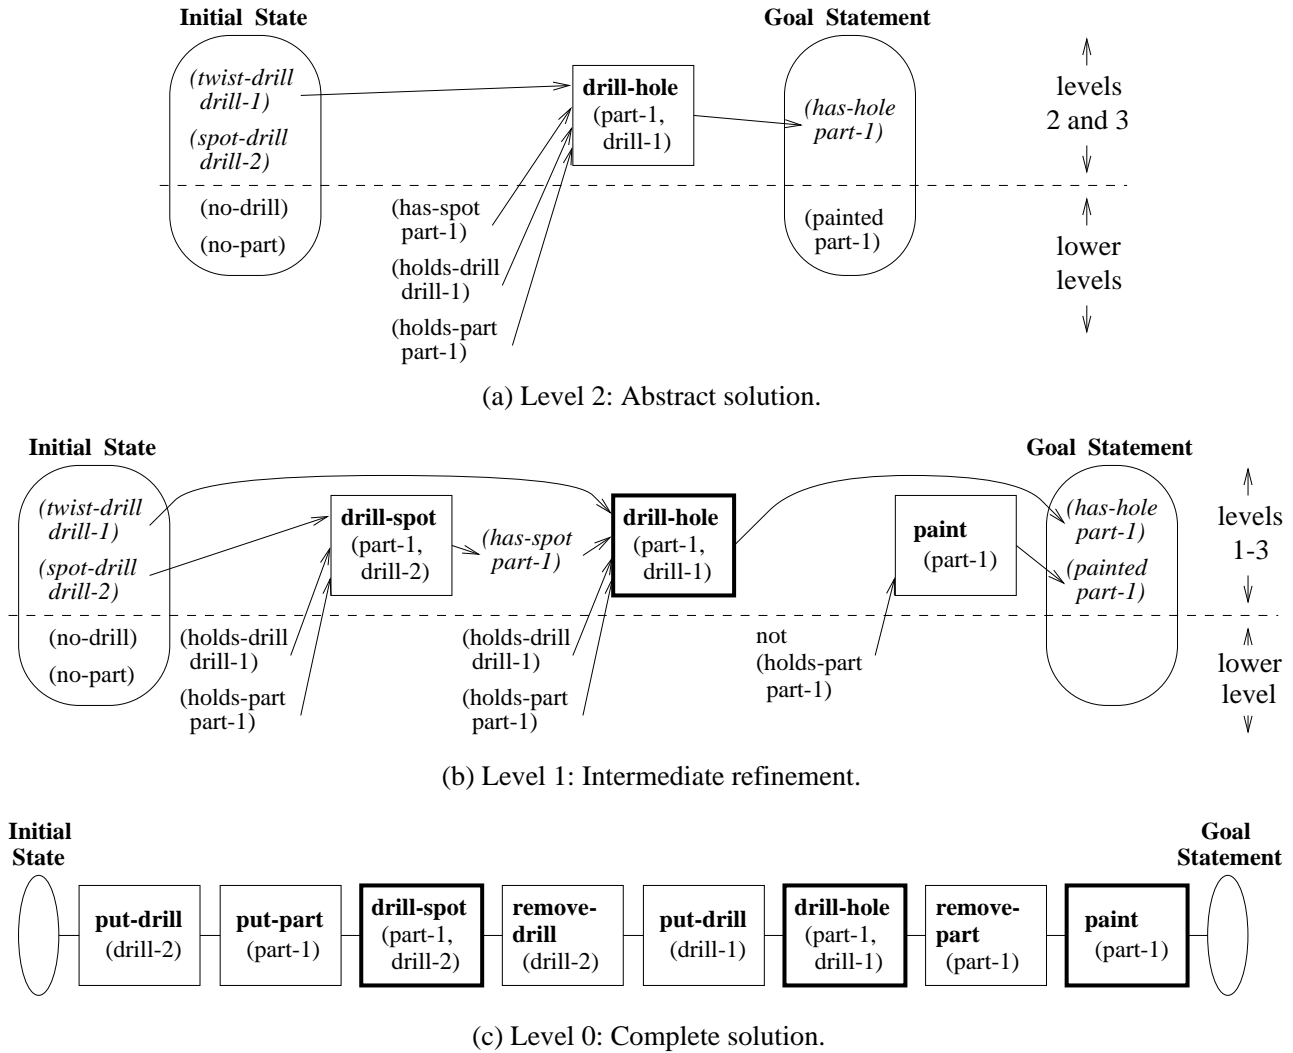 Initial State
Goal Statement
(twist-drill
drill-1)
(spot-drill
drill-2)
(no-drill)
(no-part)
drill-hole
(part-1,
drill-1)
(has-spot
part-1)
(holds-drill
drill-1)
(holds-part
part-1)
(has-hole
part-1)
(painted
part-1)
levels
2 and 3
lower
levels
(a) Level 2: Abstract solution.
Initial State
Goal Statement
(twist-drill
drill-1)
(spot-drill
drill-2)
(no-drill)
(no-part)
drill-spot
(part-1,
drill-2)
(holds-drill
drill-1)
(holds-part
part-1)
(has-spot
part-1)
drill-hole
(part-1,
drill-1)
(holds-drill
drill-1)
(holds-part
part-1)
paint
(part-1)
not
(holds-part
part-1)
(has-hole
part-1)
(painted
part-1)
levels
1-3
lower
level
(b) Level 1: Intermediate refinement.
Initial
State
put-drill
(drill-2)
put-part
(part-1)
drill-spot
(part-1,
drill-2)
remove-
drill
(drill-2)
put-drill
(drill-1)
drill-hole
(part-1,
drill-1)
remove-
part
(part-1)
paint
(part-1)
Goal
Statement
(c) Level 0: Complete solution.